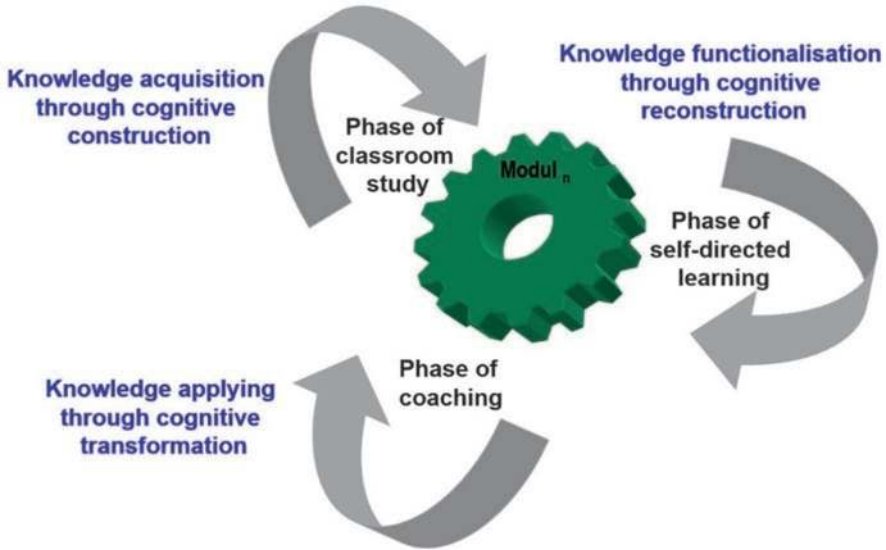 Knowledge acquisition
through cognitive
construction
Phase of
classroom
study
Knowledge functionalisation
through cognitive
reconstruction
Modul n
Phase of
self-directed
learning
Phase of
coaching
Knowledge applying
through cognitive
transformation